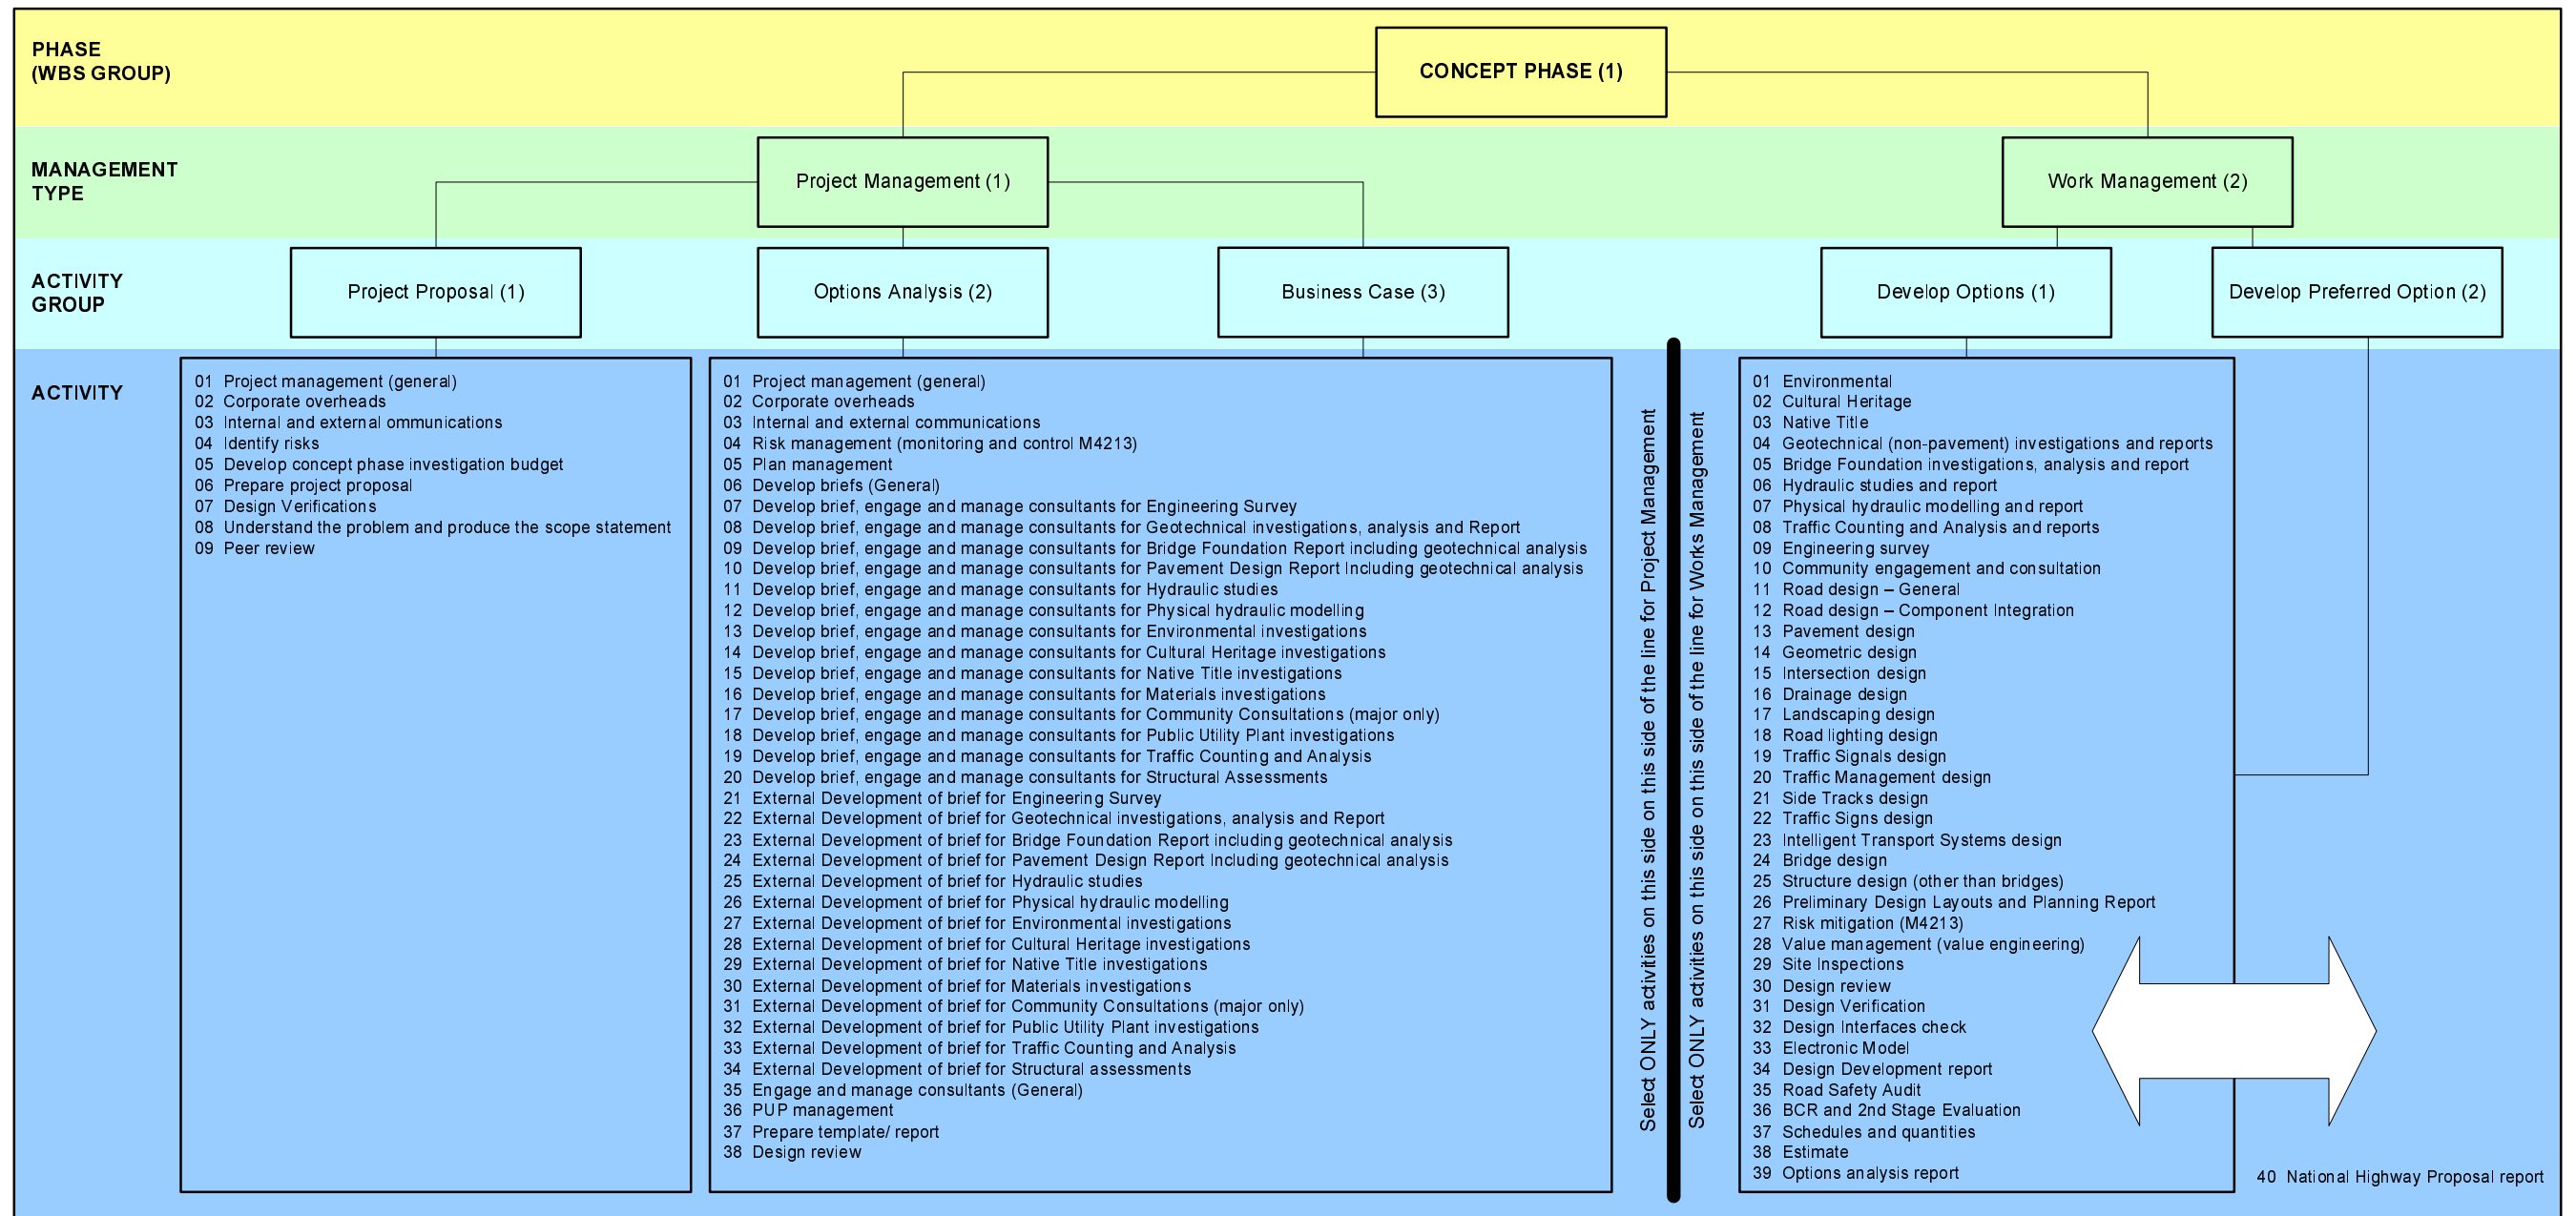 PHASE
(WBS GROUP)
CONCEPT PHASE (1)
MANAGEMENT
TYPE
Project Management (1)
Work Management (2)
ACTIVITY
GROUP
Project Proposal (1)
Options Analysis (2)
Business Case (3)
Develop Options (1)
Develop Preferred Option (2)
ACTIVITY
01 Project management (general)
02 Corporate overheads
03 Internal and external ommunications
04 Identify risks
05 Develop concept phase investigation budget
06 Prepare project proposal
07 Design Verifications
08 Understand the problem and produce the scope statement
09 Peer review
01 Project management (general)
02 Corporate overheads
03 Internal and external communications
04 Risk management (monitoring and control M4213)
05 Plan management
06 Develop briefs (General)
07 Develop brief, engage and manage consultants for Engineering Survey
08 Develop brief, engage and manage consultants for Geotechnical investigations, analysis and Report
09 Develop brief, engage and manage consultants for Bridge Foundation Report including geotechnical analysis
10 Develop brief, engage and manage consultants for Pavement Design Report Including geotechnical analysis
11 Develop brief, engage and manage consultants for Hydraulic studies
12 Develop brief, engage and manage consultants for Physical hydraulic modelling
13 Develop brief, engage and manage consultants for Environmental investigations
14 Develop brief, engage and manage consultants for Cultural Heritage investigations
15 Develop brief, engage and manage consultants for Native Title investigations
16 Develop brief, engage and manage consultants for Materials investigations
17 Develop brief, engage and manage consultants for Community Consultations (major only)
18 Develop brief, engage and manage consultants for Public Utility Plant investigations
19 Develop brief, engage and manage consultants for Traffic Counting and Analysis
20 Develop brief, engage and manage consultants for Structural Assessments
21 External Development of brief for Engineering Survey
22 External Development of brief for Geotechnical investigations, analysis and Report
23 External Development of brief for Bridge Foundation Report including geotechnical analysis
24 External Development of brief for Pavement Design Report Including geotechnical analysis
25 External Development of brief for Hydraulic studies
26 External Development of brief for Physical hydraulic modelling
27 External Development of brief for Environmental investigations
28 External Development of brief for Cultural Heritage investigations
29 External Development of brief for Native Title investigations
30 External Development of brief for Materials investigations
31 External Development of brief for Community Consultations (major only)
32 External Development of brief for Public Utility Plant investigations
33 External Development of brief for Traffic Counting and Analysis
34 External Development of brief for Structural assessments
35 Engage and manage consultants (General)
36 PUP management
37 Prepare template/ report
38 Design review
Select ONLY activities on this side on this side of the line for Project Management
Select ONLY activities on this side on this side of the line for Works Management
01 Environmental
02 Cultural Heritage
03 Native Title
04 Geotechnical (non-pavement) investigations and reports
05 Bridge Foundation investigations, analysis and report
06 Hydraulic studies and report
07 Physical hydraulic modelling and report
08 Traffic Counting and Analysis and reports
09 Engineering survey
10 Community engagement and consultation
11 Road design – General
12 Road design – Component Integration
13 Pavement design
14 Geometric design
15 Intersection design
16 Drainage design
17 Landscaping design
18 Road lighting design
19 Traffic Signals design
20 Traffic Management design
21 Side Tracks design
22 Traffic Signs design
23 Intelligent Transport Systems design
24 Bridge design
25 Structure design (other than bridges)
26 Preliminary Design Layouts and Planning Report
27 Risk mitigation (M4213)
28 Value management (value engineering)
29 Site Inspections
30 Design review
31 Design Verification
32 Design Interfaces check
33 Electronic Model
34 Design Development report
35 Road Safety Audit
36 BCR and 2nd Stage Evaluation
37 Schedules and quantities
38 Estimate
39 Options analysis report
40 National Highway Proposal report